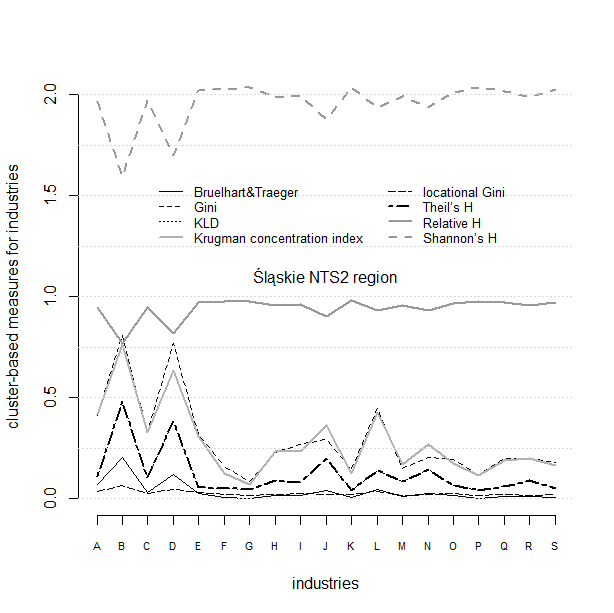 cluster-based measures for industries
2.0
1.5
1.0
0.5
0.0
Bruelhart&Traeger
Gini
KLD
Krugman concentration index
locational Gini
Theil's H
Relative H
Shannon's H
Śląskie NTS2 region
A B C D E F G H I J K L M N O P Q R S
industries